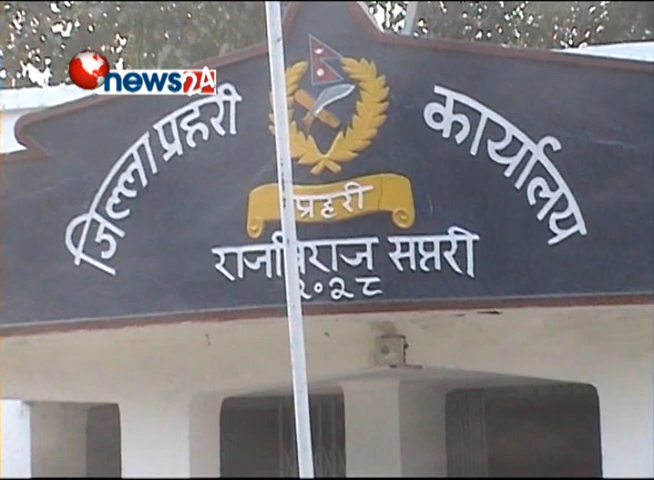 news24
जिल्ला प्रहरी कार्यालय
प्रहरी
राजविराज सप्तरी
२०२८